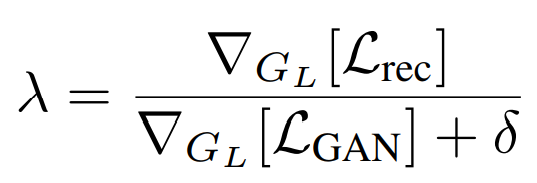 λ = ∇_{G_L}[ℒ_rec] / (∇_{G_L}[ℒ_GAN] + δ)